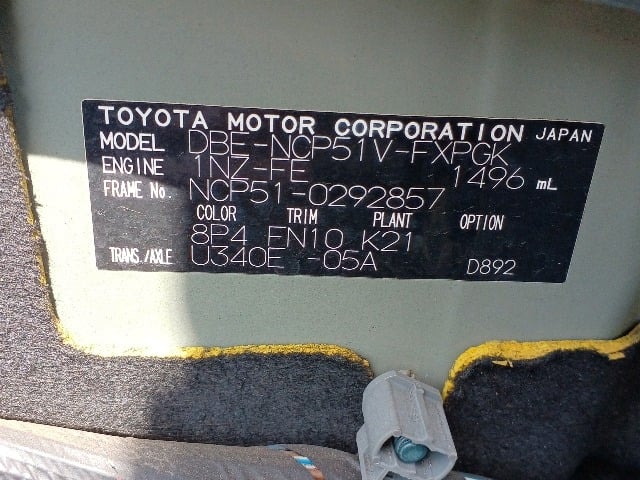 TOYOTA MOTOR CORPORATION JAPAN
MODEL DBE-NCP51V-FXPGK
ENGINE 1NZ-FE 1496 mL
FRAME No. NCP51-0292857
COLOR TRIM PLANT OPTION
8P4 FN10 K21
TRANS./AXLE U340E -05A D892